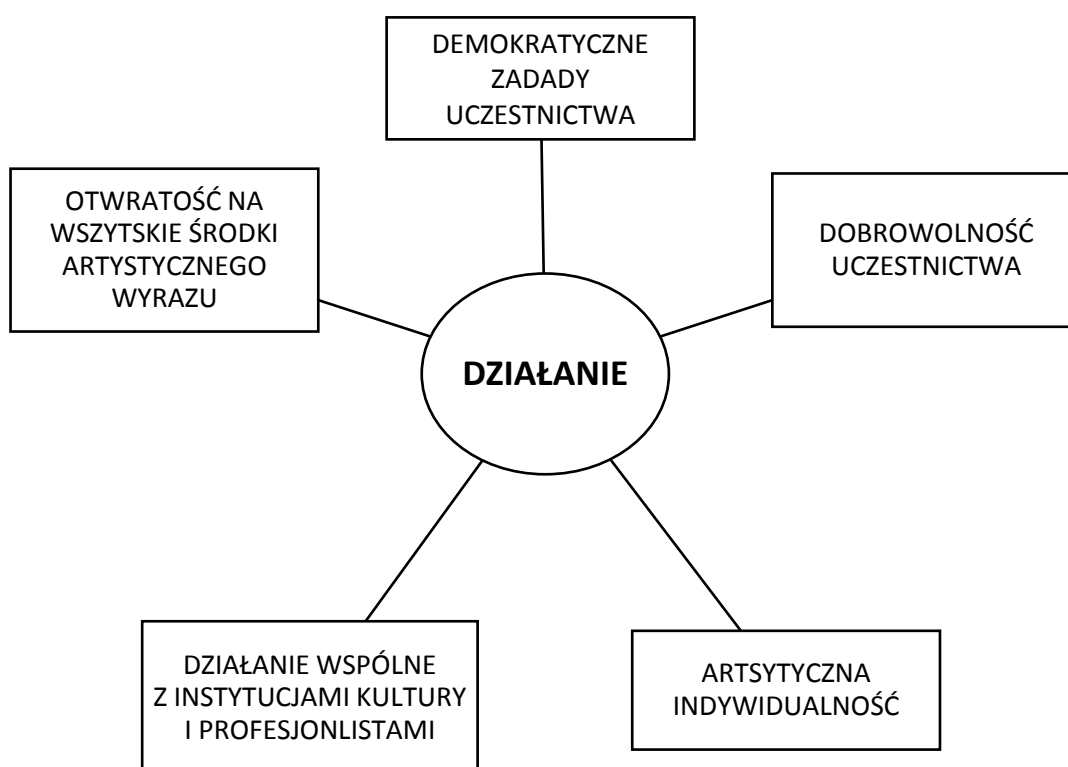 DEMOKRATYCZNE
ZADADY
UCZESTNICTWA
OTWRATOŚĆ NA
WSZYTSKIE ŚRODKI
ARTYSTYCZNEGO
WYRAZU
DOBROWOLNOŚĆ
UCZESTNICTWA
DZIAŁANIE
DZIAŁANIE WSPÓLNE
Z INSTYTUCJAMI KULTURY
I PROFESJONLISTAMI
ARTSYTYCZNA
INDYWIDUALNOŚĆ